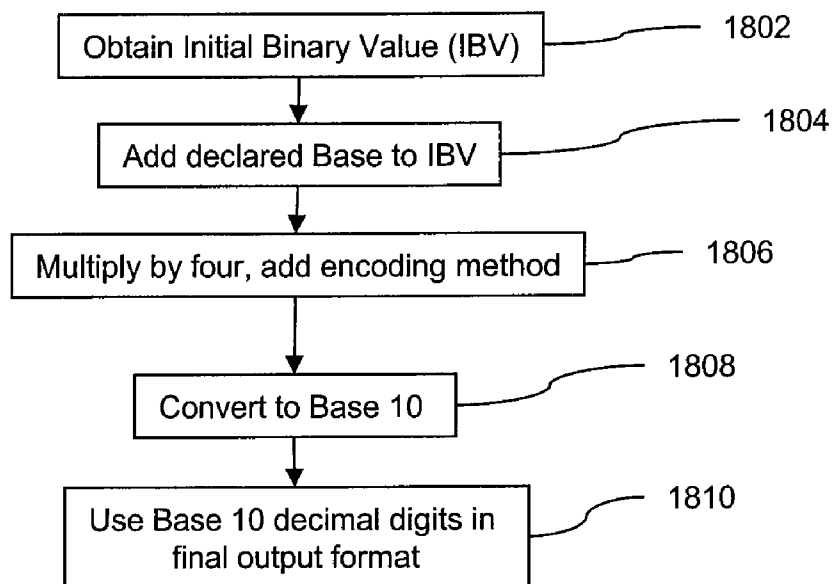 Obtain Initial Binary Value (IBV)
1802
Add declared Base to IBV
1804
Multiply by four, add encoding method
1806
Convert to Base 10
1808
Use Base 10 decimal digits in
final output format
1810